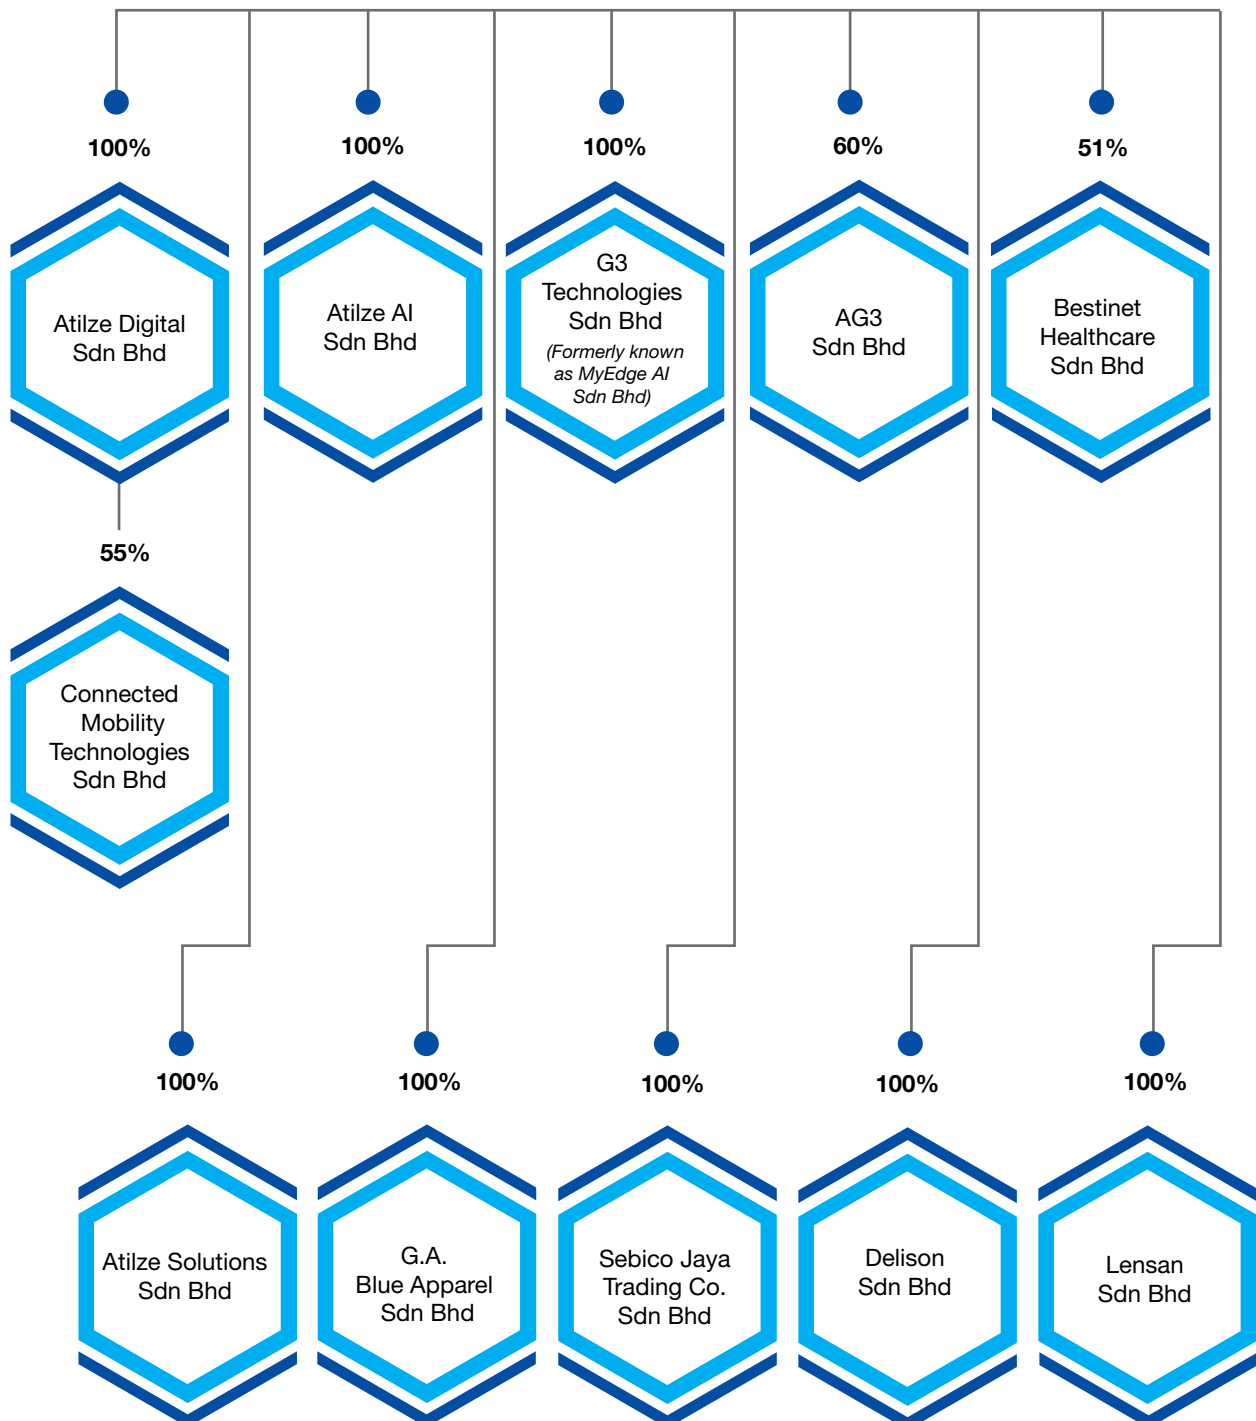 100%
Atilze Digital
Sdn Bhd
100%
Atilze AI
Sdn Bhd
100%
G3
Technologies
Sdn Bhd
(Formerly known
as MyEdge AI
Sdn Bhd)
60%
AG3
Sdn Bhd
51%
Bestinet
Healthcare
Sdn Bhd
55%
Connected
Mobility
Technologies
Sdn Bhd
100%
Atilze Solutions
Sdn Bhd
100%
G.A.
Blue Apparel
Sdn Bhd
100%
Sebico Jaya
Trading Co.
Sdn Bhd
100%
Delison
Sdn Bhd
100%
Lensan
Sdn Bhd